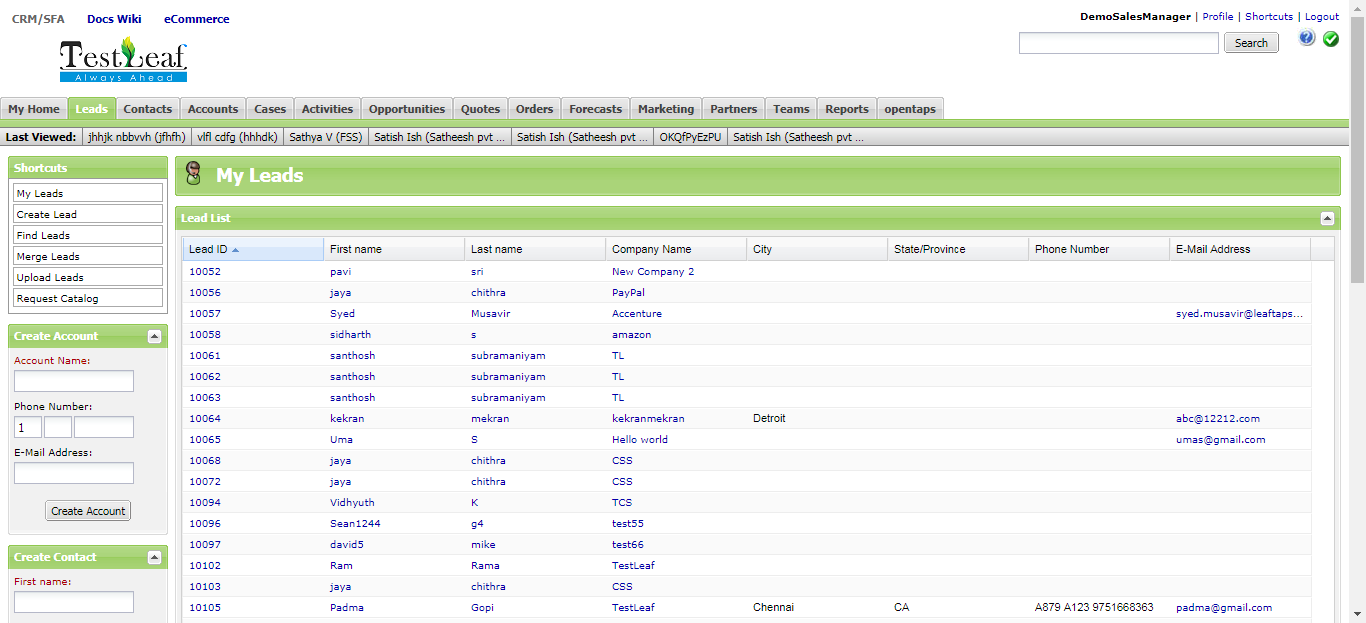 CRM/SFA Docs Wiki eCommerce
DemoSalesManager | Profile | Shortcuts | Logout
Search
TestLeaf
Always Ahead
My Home Leads Contacts Accounts Cases Activities Opportunities Quotes Orders Forecasts Marketing Partners Teams Reports opentaps
Last Viewed: jhhjk nbbvvh (jfhfh) vlfl cdfg (hhhdk) Sathya V (FSS) Satish Ish (Satheesh pvt ... Satish Ish (Satheesh pvt ... OKQfPyEzPU Satish Ish (Satheesh pvt ...
Shortcuts
My Leads
Create Lead
Find Leads
Merge Leads
Upload Leads
Request Catalog
Create Account
Account Name:
Phone Number:
1
E-Mail Address:
Create Account
Create Contact
First name:
My Leads
Lead List
Lead ID First name Last name Company Name City State/Province Phone Number E-Mail Address
10052 pavi sri New Company 2
10056 jaya chithra PayPal
10057 Syed Musavir Accenture syed.musavir@leaftaps...
10058 sidharth s amazon
10061 santhosh subramaniyam TL
10062 santhosh subramaniyam TL
10063 santhosh subramaniyam TL
10064 kekran mekran kekranmekran Detroit abc@12212.com
10065 Uma S Hello world umas@gmail.com
10068 jaya chithra CSS
10072 jaya chithra CSS
10094 Vidhyuth K TCS
10096 Sean1244 g4 test55
10097 david5 mike test66
10102 Ram Rama TestLeaf
10103 jaya chithra CSS
10105 Padma Gopi TestLeaf Chennai CA A879 A123 9751668363 padma@gmail.com